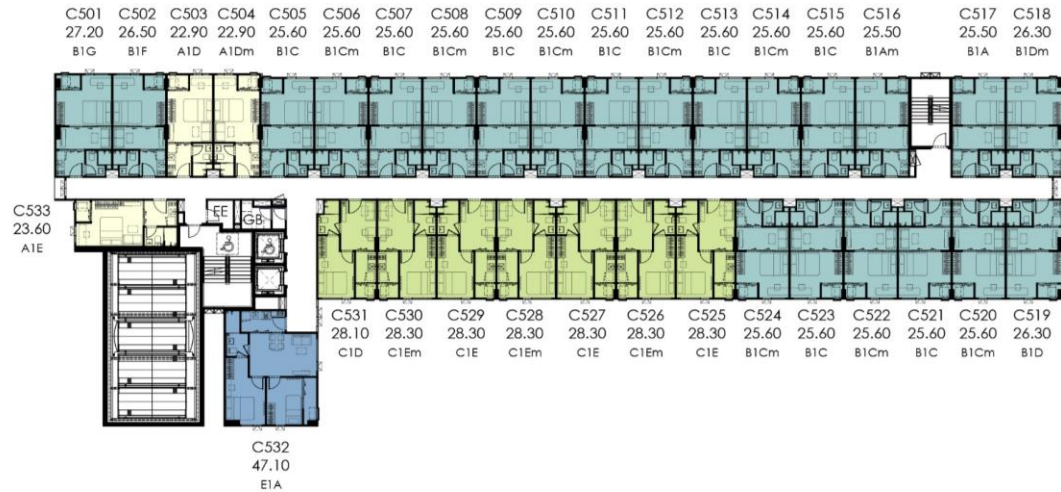 C501 C502 C503 C504 C505 C506 C507 C508 C509 C510 C511 C512 C513 C514 C515 C516 C517 C518
27.20 26.50 22.90 22.90 25.60 25.60 25.60 25.60 25.60 25.60 25.60 25.60 25.60 25.60 25.60 25.50 25.50 26.30
B1G B1F A1D A1Dm B1C B1Cm B1C B1Cm B1C B1Cm B1C B1Cm B1C B1Cm B1C B1Am B1A B1Dm
C533
23.60
A1E
EE
GB
C531 C530 C529 C528 C527 C526 C525 C524 C523 C522 C521 C520 C519
28.10 28.30 28.30 28.30 28.30 28.30 28.30 25.60 25.60 25.60 25.60 25.60 26.30
C1D C1Em C1E C1Em C1E C1Em C1E B1Cm B1C B1Cm B1C B1Cm B1D
C532
47.10
E1A